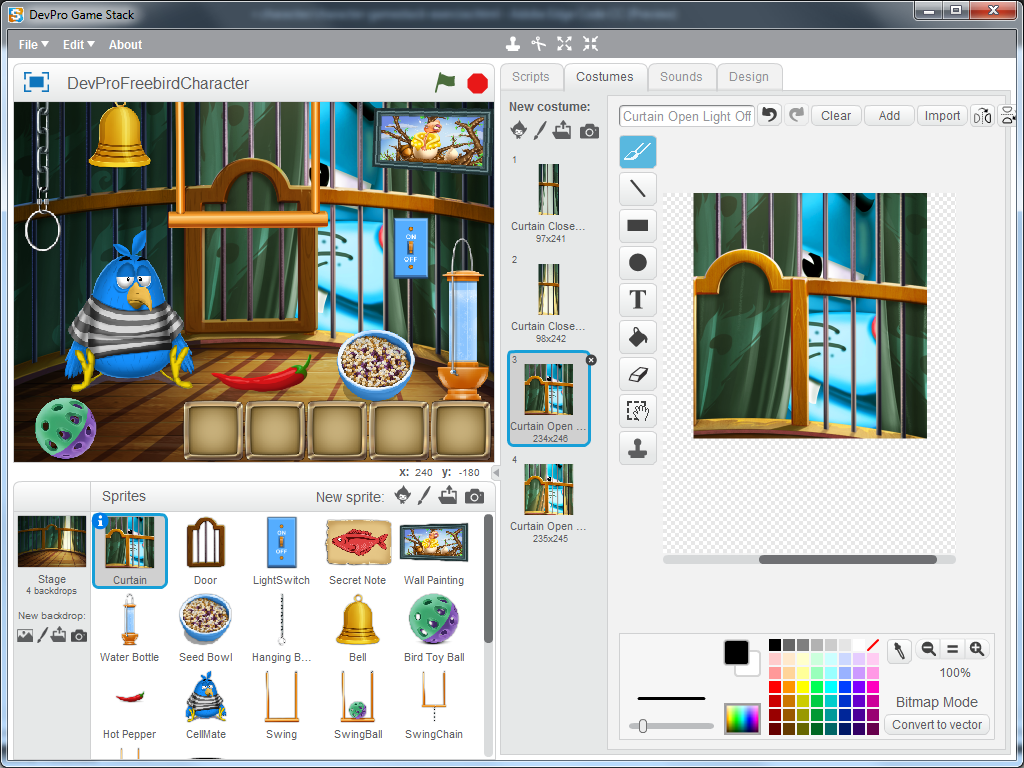 DevPro Game Stack
File Edit About
DevProFreebirdCharacter
ON
OFF
x: 240 y: -180
Sprites
New sprite:
Stage
4 backdrops
New backdrop:
Curtain
Door
LightSwitch
Secret Note
Wall Painting
Water Bottle
Seed Bowl
Hanging B...
Bell
Bird Toy Ball
Hot Pepper
CellMate
Swing
SwingBall
SwingChain
ON
OFF
Scripts
Costumes
Sounds
Design
New costume:
1
Curtain Close...
97x241
2
Curtain Close...
98x242
3
Curtain Open ...
234x246
4
Curtain Open ...
235x245
Curtain Open Light Off
Clear
Add
Import
T
100%
Bitmap Mode
Convert to vector